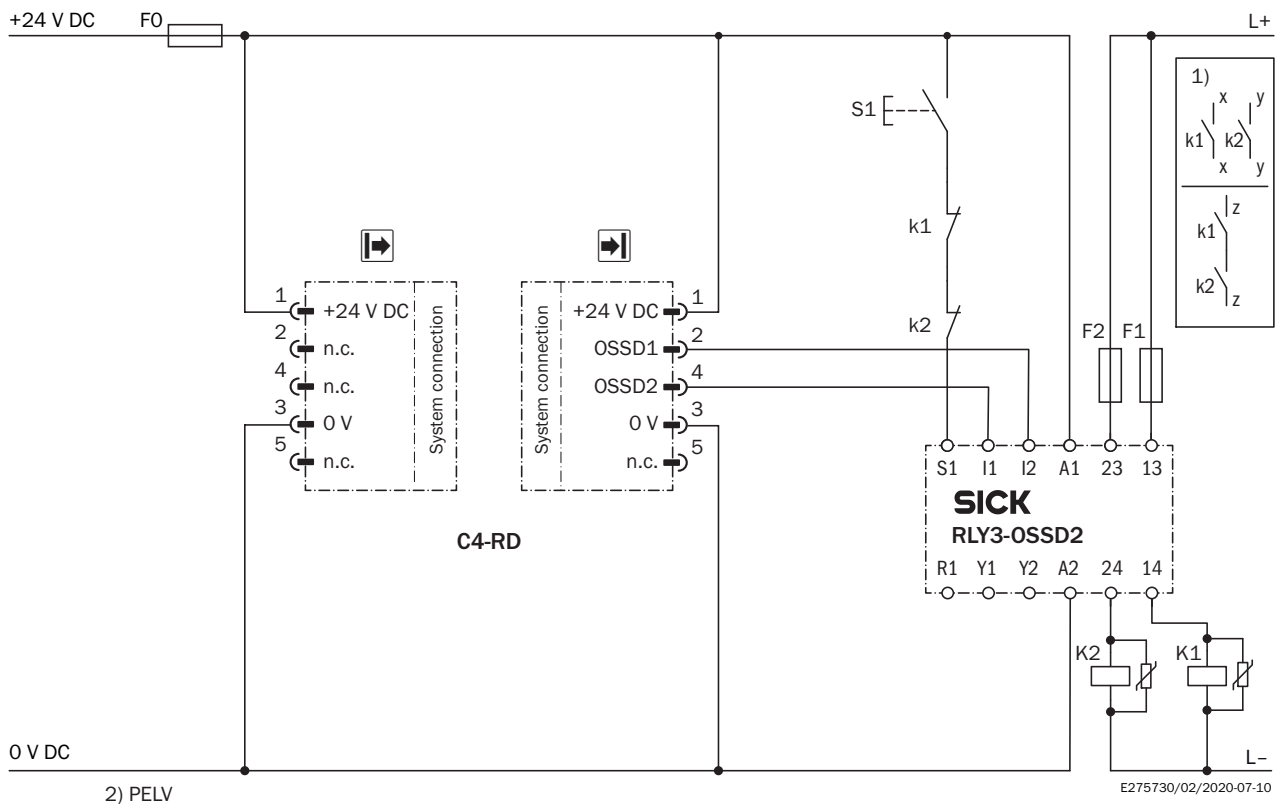 +24 V DC F0 L+
1)
x y
k1 k2
x y
z
k1
k2
z
S1
k1
k2
F2 F1
1 +24 V DC
2 n.c.
4 n.c.
3 0 V
5 n.c.
System connection
System connection
+24 V DC 1
OSSD1 2
OSSD2 4
0 V 3
n.c. 5
C4-RD
S1 I1 I2 A1 23 13
SICK
RLY3-OSSD2
R1 Y1 Y2 A2 24 14
K2 K1
0 V DC L–
2) PELV
E275730/02/2020-07-10